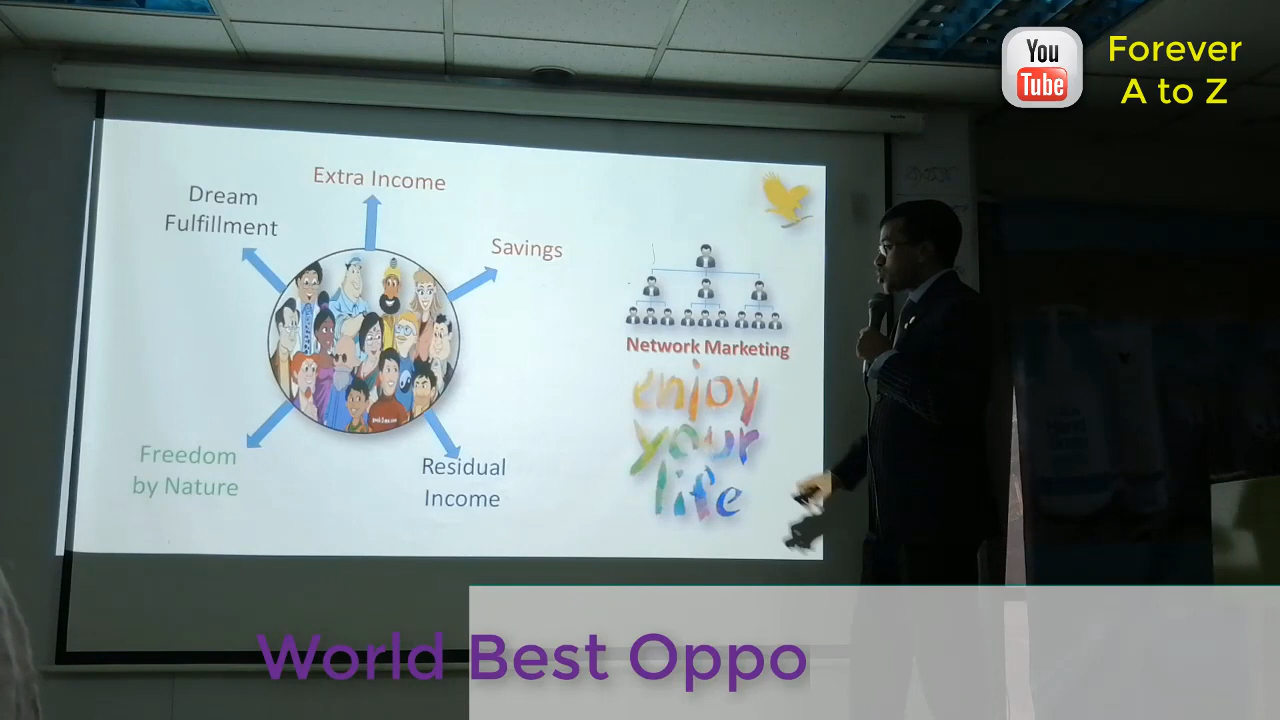 You
Tube
Forever
A to Z
Extra Income
Dream
Fulfillment
Savings
Network Marketing
enjoy
your
life
Freedom
by Nature
Residual
Income
World Best Oppo